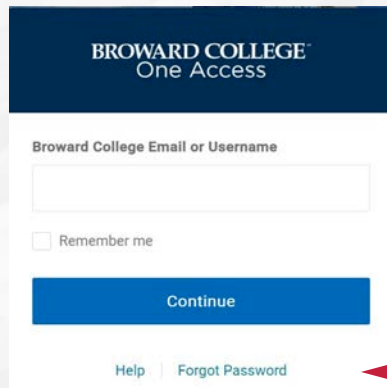 BROWARD COLLEGE™
One Access
Broward College Email or Username
Remember me
Continue
Help | Forgot Password